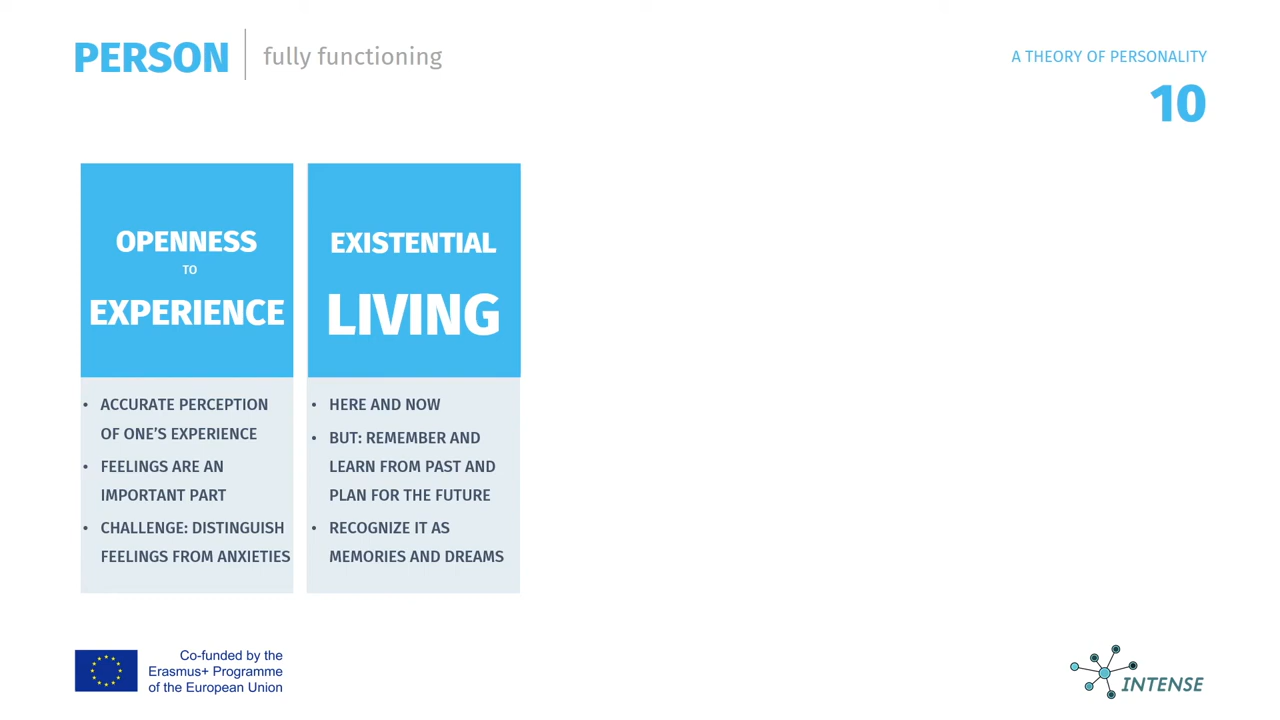 PERSON
fully functioning
A THEORY OF PERSONALITY
10
OPENNESS
TO
EXPERIENCE
• ACCURATE PERCEPTION
OF ONE'S EXPERIENCE
• FEELINGS ARE AN
IMPORTANT PART
• CHALLENGE: DISTINGUISH
FEELINGS FROM ANXIETIES
EXISTENTIAL
LIVING
• HERE AND NOW
• BUT: REMEMBER AND
LEARN FROM PAST AND
PLAN FOR THE FUTURE
• RECOGNIZE IT AS
MEMORIES AND DREAMS
Co-funded by the
Erasmus+ Programme
of the European Union
INTENSE